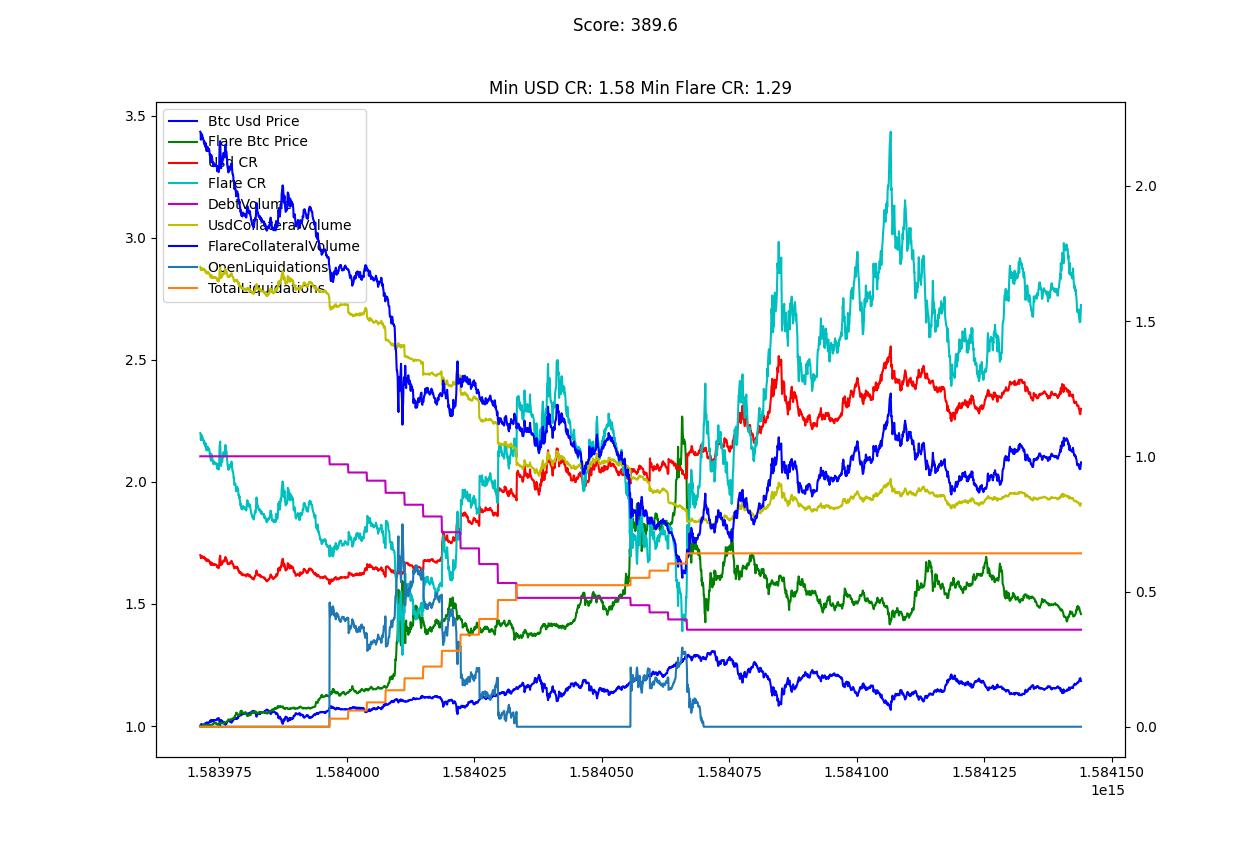 Score: 389.6
Min USD CR: 1.58 Min Flare CR: 1.29
Btc Usd Price
Flare Btc Price
Usd CR
Flare CR
DebtVolume
UsdCollateralVolume
FlareCollateralVolume
OpenLiquidations
TotalLiquidations
3.5
3.0
2.5
2.0
1.5
1.0
2.0
1.5
1.0
0.5
0.0
1.583975 1.584000 1.584025 1.584050 1.584075 1.584100 1.584125 1.584150
1e15